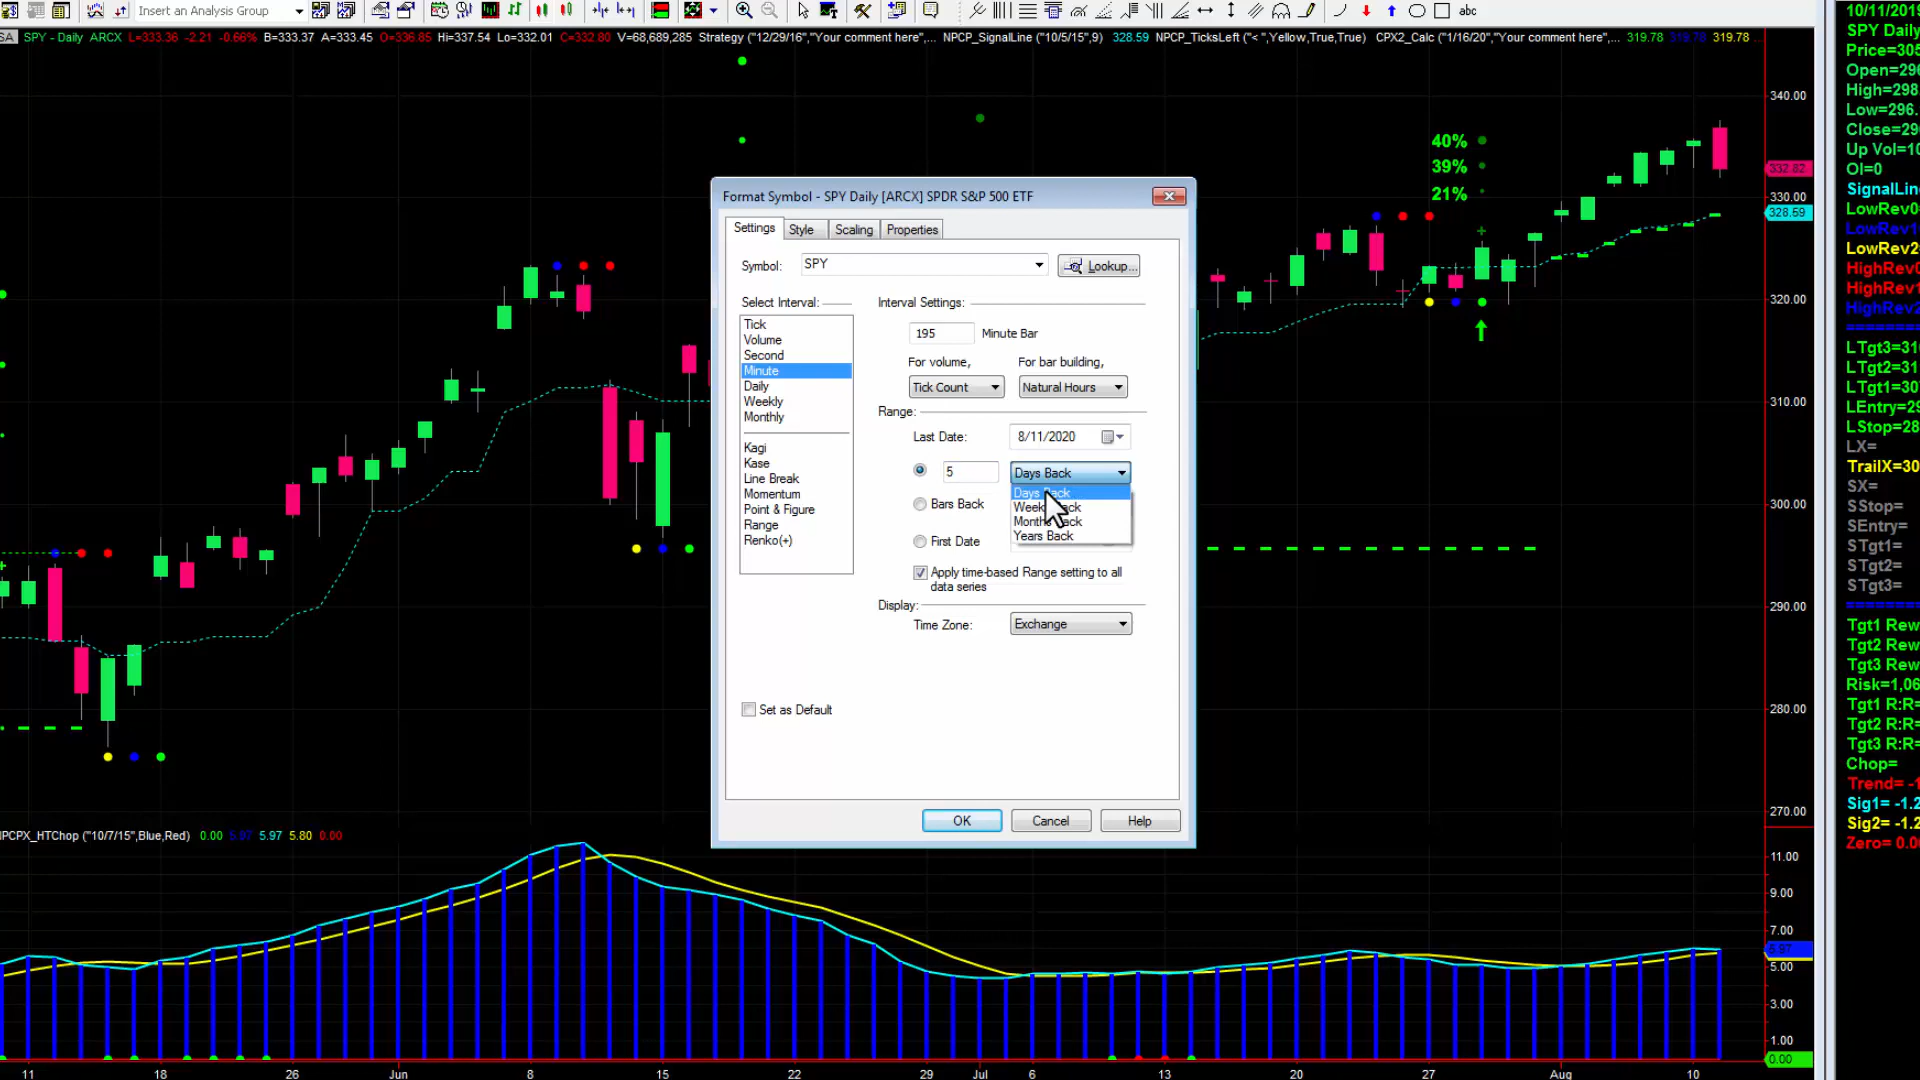 Insert an Analysis Group
abc
SA SPY - Daily ARCX L=333.36 -2.21 -0.66% B=333.37 A=333.45 O=336.85 Hi=337.54 Lo=332.01 C=332.80 V=68,689,285 Strategy ("12/29/16","Your comment here",... NPCP_SignalLine ("10/5/15",9) 328.59 NPCP_TicksLeft ("< ",Yellow,True,True) CPX2_Calc ("1/16/20","Your comment here",... 319.78 319.78 319.78
40%
39%
21%
340.00
332.82
330.00
328.59
320.00
310.00
300.00
290.00
280.00
270.00
Format Symbol - SPY Daily [ARCX] SPDR S&P 500 ETF
Settings Style Scaling Properties
Symbol: SPY Lookup...
Select Interval:
Tick
Volume
Second
Minute
Daily
Weekly
Monthly
Kagi
Kase
Line Break
Momentum
Point & Figure
Range
Renko(+)
Interval Settings:
195 Minute Bar
For volume, For bar building,
Tick Count Natural Hours
Range:
Last Date: 8/11/2020
5 Days Back
Days Back
Bars Back
Years Back
First Date
Apply time-based Range setting to all
data series
Display:
Time Zone: Exchange
Set as Default
OK Cancel Help
PCPX_HTChop ("10/7/15",Blue,Red) 0.00 5.97 5.97 5.80 0.00
11.00
9.00
7.00
5.97
5.00
3.00
1.00
0.00
11 18 26 Jun 8 15 22 29 Jul 6 13 20 27 Aug 10
10/11/2019
SPY Daily
Price=305
Open=296
High=298.
Low=296.
Close=296
Up Vol=10
OI=0
SignalLine
LowRev0
LowRev1
LowRev2
HighRev0
HighRev1
HighRev2
=======
LTgt3=31
LTgt2=31
LTgt1=307
LEntry=29
LStop=28
LX=
TrailX=30
SX=
SStop=
SEntry=
STgt1=
STgt2=
STgt3=
=======
Tgt1 Rew
Tgt2 Rew
Tgt3 Rew
Risk=1,06
Tgt1 R:R=
Tgt2 R:R=
Tgt3 R:R=
Chop=
Trend= -1
Sig1= -1.2
Sig2= -1.2
Zero= 0.00